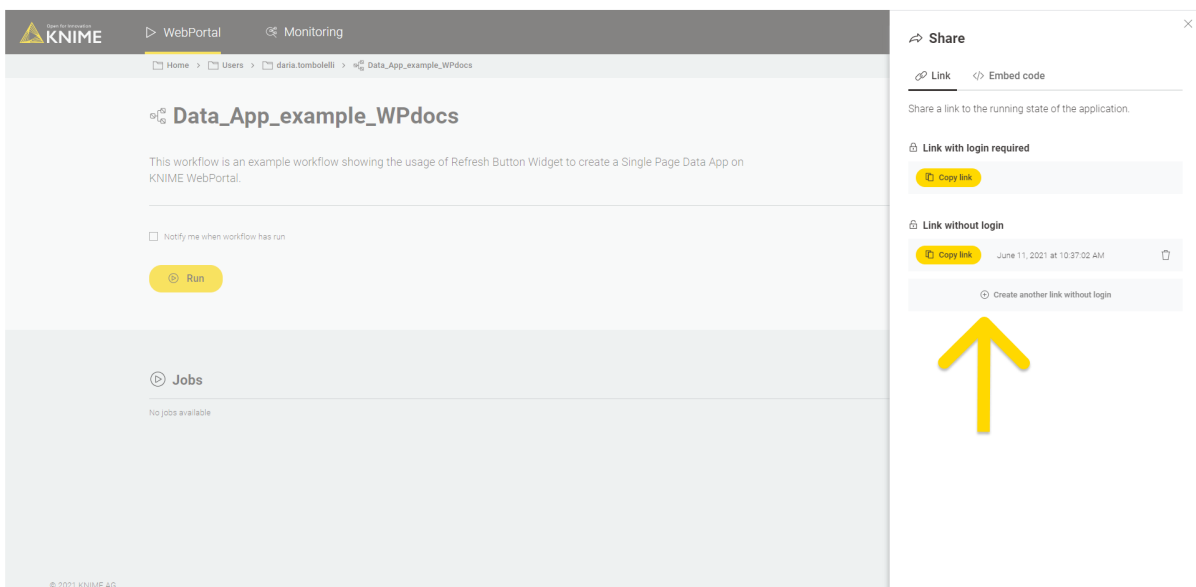 Open for Innovation
KNIME
WebPortal
Monitoring
Home > Users > daria.tombolelli > Data_App_example_WPdocs
Data_App_example_WPdocs
This workflow is an example workflow showing the usage of Refresh Button Widget to create a Single Page Data App on
KNIME WebPortal.
Notify me when workflow has run
Run
Jobs
No jobs available
© 2021 KNIME AG
Share
Link
Embed code
Share a link to the running state of the application.
Link with login required
Copy link
Link without login
Copy link June 11, 2021 at 10:37:02 AM
Create another link without login